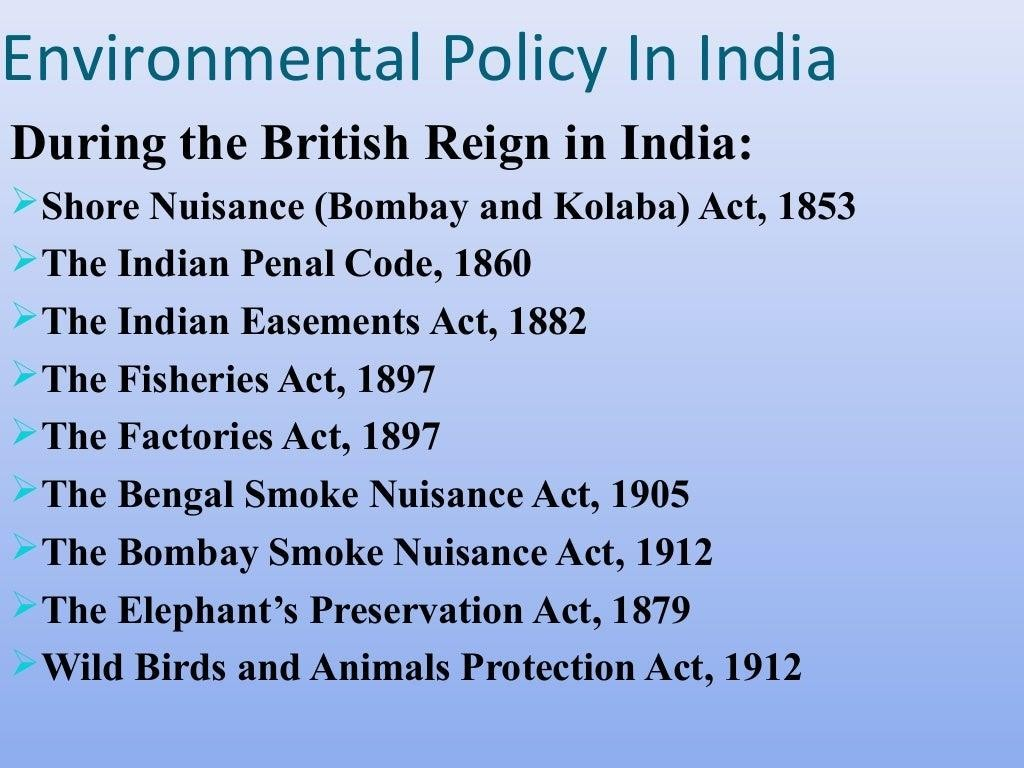 Environmental Policy In India
During the British Reign in India:
➢Shore Nuisance (Bombay and Kolaba) Act, 1853
➢The Indian Penal Code, 1860
➢The Indian Easements Act, 1882
➢The Fisheries Act, 1897
➢The Factories Act, 1897
➢The Bengal Smoke Nuisance Act, 1905
➢The Bombay Smoke Nuisance Act, 1912
➢The Elephant’s Preservation Act, 1879
➢Wild Birds and Animals Protection Act, 1912